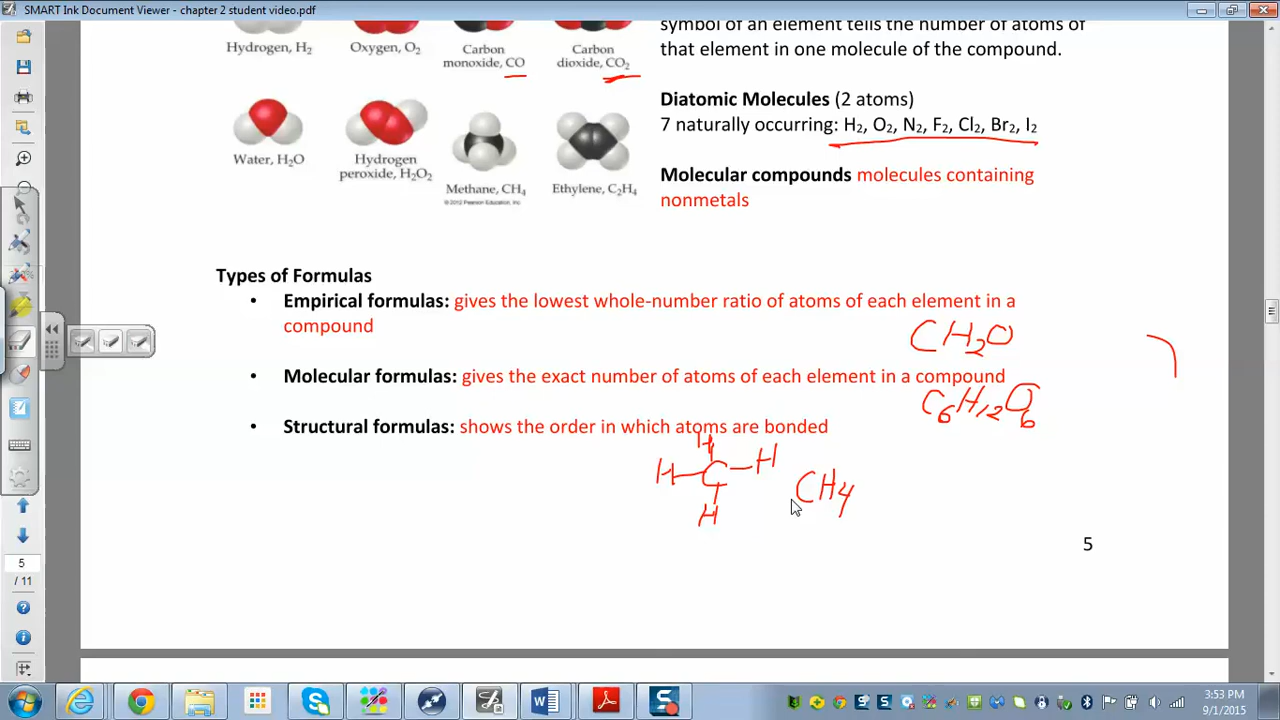 SMART Ink Document Viewer - chapter 2 student video.pdf
symbol of an element tells the number of atoms of
that element in one molecule of the compound.
Hydrogen, H2
Oxygen, O2
Carbon
monoxide, CO
Carbon
dioxide, CO2
Diatomic Molecules (2 atoms)
7 naturally occurring: H2, O2, N2, F2, Cl2, Br2, I2
Water, H2O
Hydrogen
peroxide, H2O2
Methane, CH4
© 2012 Pearson Education, Inc.
Ethylene, C2H4
Molecular compounds molecules containing
nonmetals
Types of Formulas
• Empirical formulas: gives the lowest whole-number ratio of atoms of each element in a
compound
CH2O
• Molecular formulas: gives the exact number of atoms of each element in a compound
C6H12O6
• Structural formulas: shows the order in which atoms are bonded
H
H-C-H
H
CH4
5
5
/ 11
3:53 PM
9/1/2015